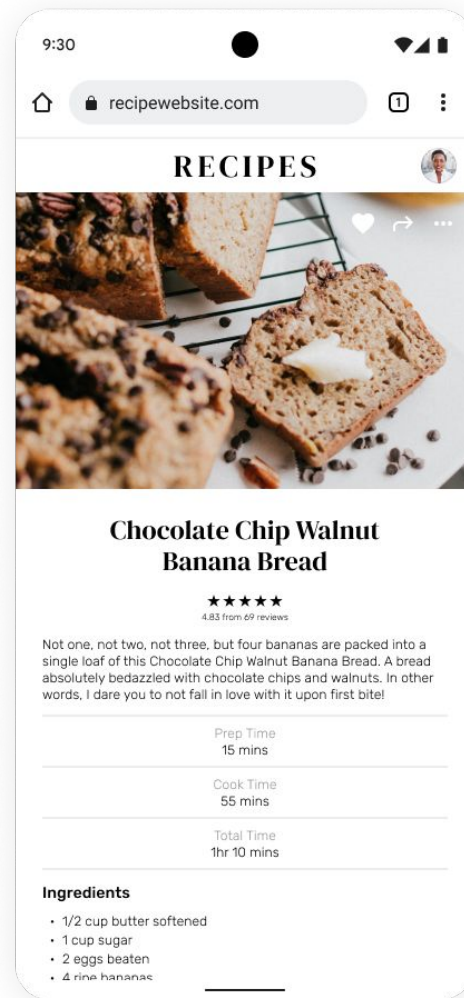 9:30
recipewebsite.com
1
RECIPES
Chocolate Chip Walnut
Banana Bread
★★★★★
4.83 from 69 reviews
Not one, not two, not three, but four bananas are packed into a
single loaf of this Chocolate Chip Walnut Banana Bread. A bread
absolutely bedazzled with chocolate chips and walnuts. In other
words, I dare you to not fall in love with it upon first bite!
Prep Time
15 mins
Cook Time
55 mins
Total Time
1hr 10 mins
Ingredients
• 1/2 cup butter softened
• 1 cup sugar
• 2 eggs beaten
• 4 ripe bananas